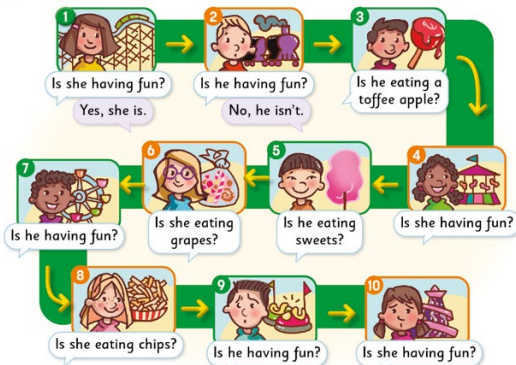 1
2
3
Is she having fun?
Yes, she is.
Is he having fun?
No, he isn't.
Is he eating a
toffee apple?
4
Is she having fun?
5
Is he eating
sweets?
6
Is she eating
grapes?
7
Is he having fun?
8
Is she eating chips?
9
Is he having fun?
10
Is she having fun?